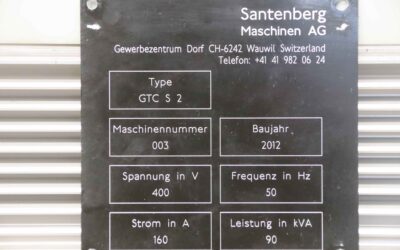 Santenberg
Maschinen AG
Gewerbezentrum Dorf CH-6242 Wauwil Switzerland
Telefon: +41 41 982 06 24
Type
GTC S 2
Maschinennummer
003
Baujahr
2012
Spannung in V
400
Frequenz in Hz
50
Strom in A
160
Leistung in kVA
90